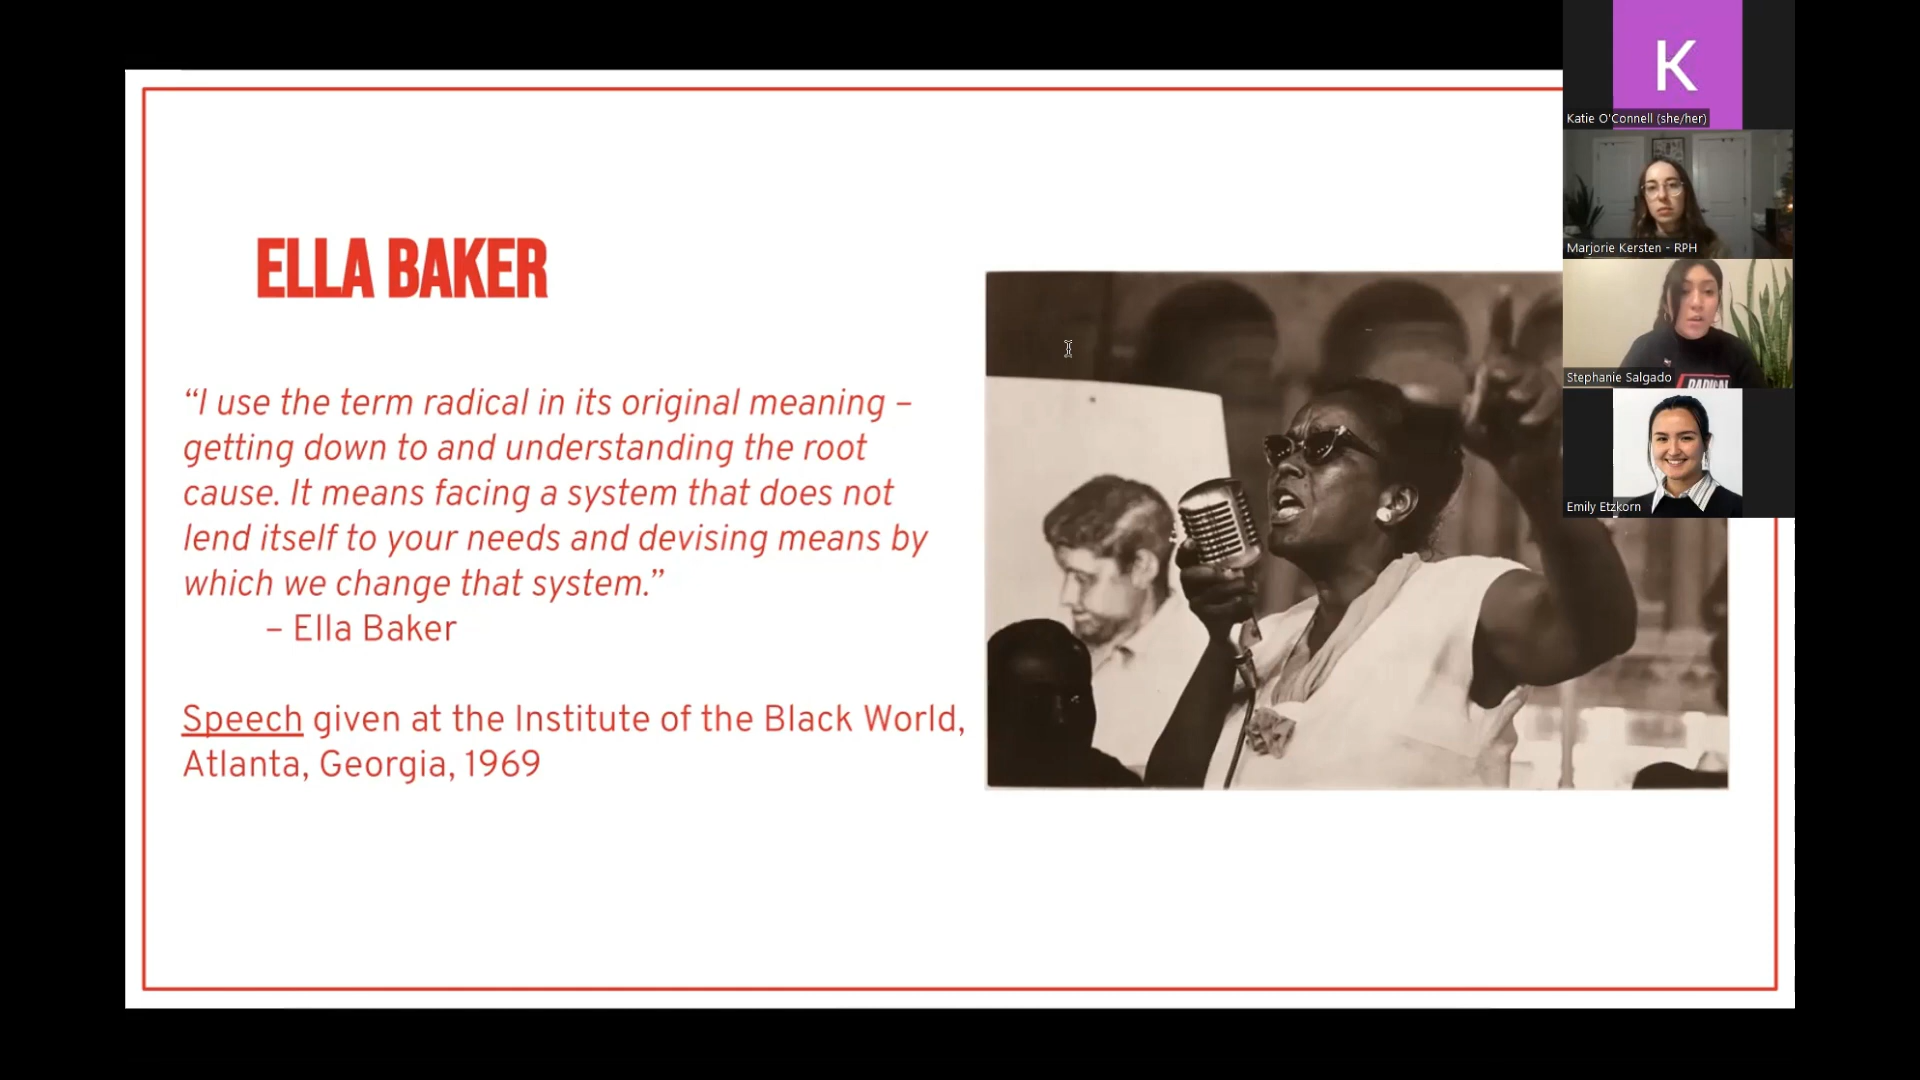 ELLA BAKER
“I use the term radical in its original meaning –
getting down to and understanding the root
cause. It means facing a system that does not
lend itself to your needs and devising means by
which we change that system.”
– Ella Baker
Speech given at the Institute of the Black World,
Atlanta, Georgia, 1969
K
Katie O'Connell (she/her)
Marjorie Kersten - RPH
Stephanie Salgado
RADICAL
Emily Etzkorn